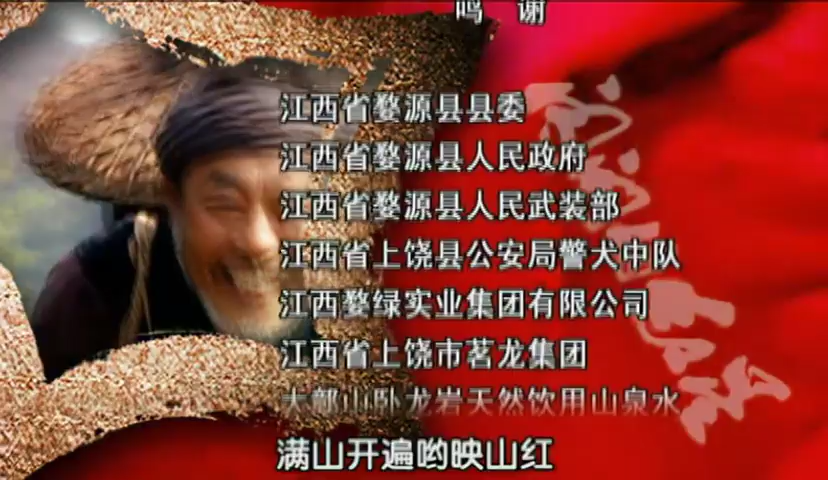 鸣 谢
江西省婺源县县委
江西省婺源县人民政府
江西省婺源县人民武装部
江西省上饶县公安局警犬中队
江西婺绿实业集团有限公司
江西省上饶市茗龙集团
大鄣山卧龙岩天然饮用山泉水
满山开遍哟映山红